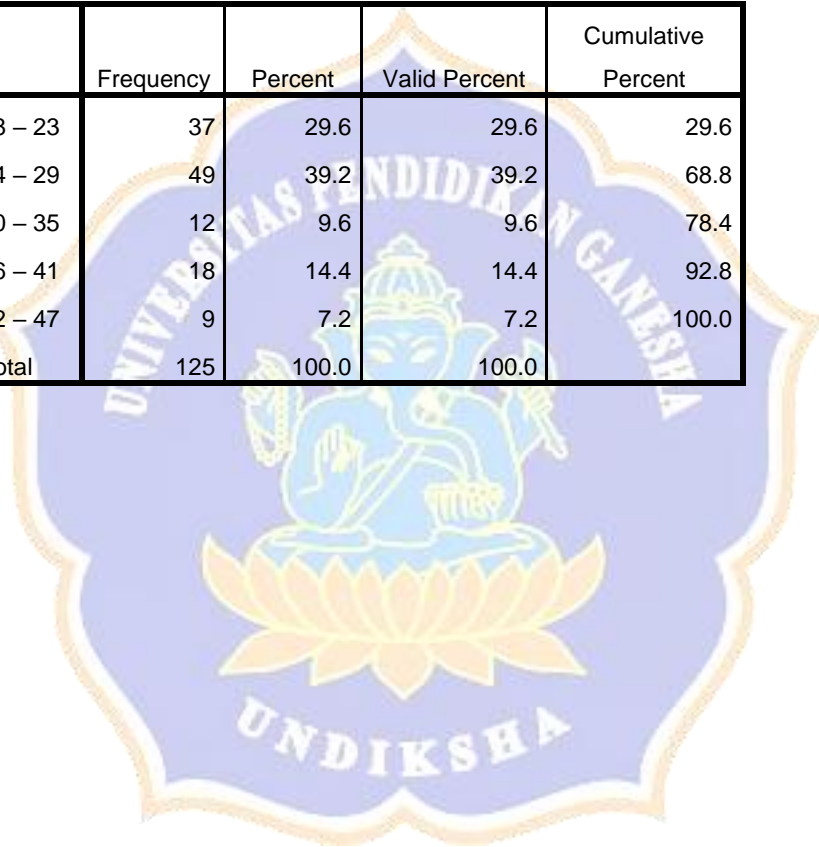 Cumulative
Frequency Percent Valid Percent Percent
3 – 23 37 29.6 29.6 29.6
4 – 29 49 39.2 39.2 68.8
0 – 35 12 9.6 9.6 78.4
6 – 41 18 14.4 14.4 92.8
2 – 47 9 7.2 7.2 100.0
otal 125 100.0 100.0
UNIVERSITAS PENDIDIKAN GANESHA
UNDIKSHA